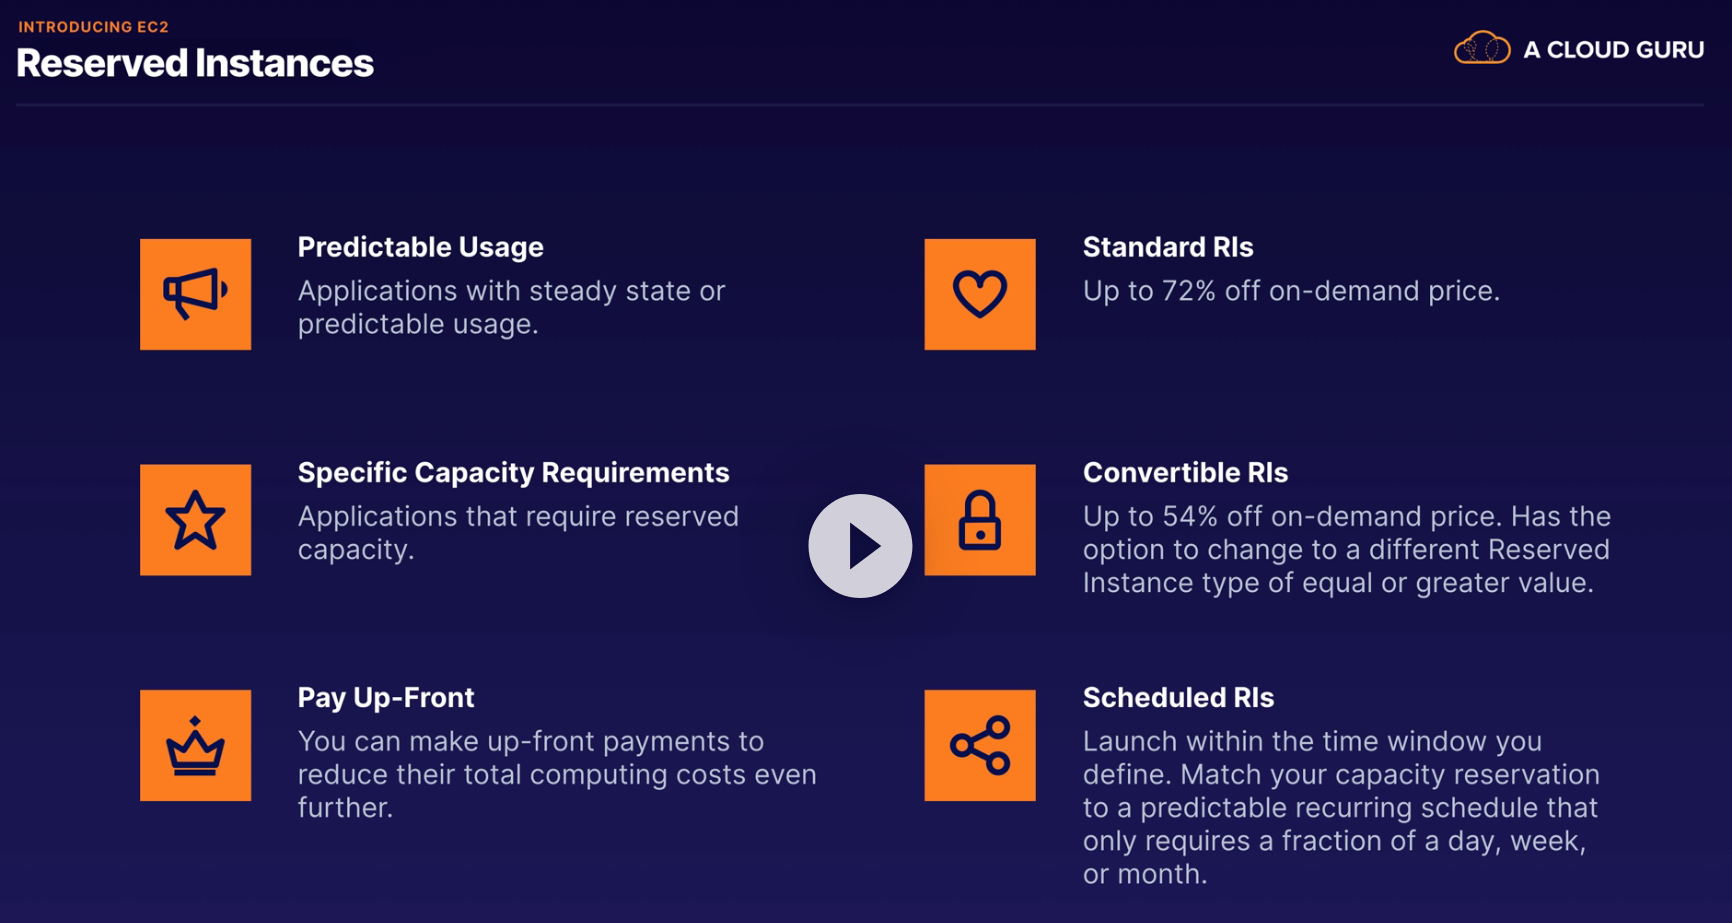 INTRODUCING EC2
Reserved Instances
A CLOUD GURU
Predictable Usage
Applications with steady state or
predictable usage.
Standard RIs
Up to 72% off on-demand price.
Specific Capacity Requirements
Applications that require reserved
capacity.
Convertible RIs
Up to 54% off on-demand price. Has the
option to change to a different Reserved
Instance type of equal or greater value.
Pay Up-Front
You can make up-front payments to
reduce their total computing costs even
further.
Scheduled RIs
Launch within the time window you
define. Match your capacity reservation
to a predictable recurring schedule that
only requires a fraction of a day, week,
or month.